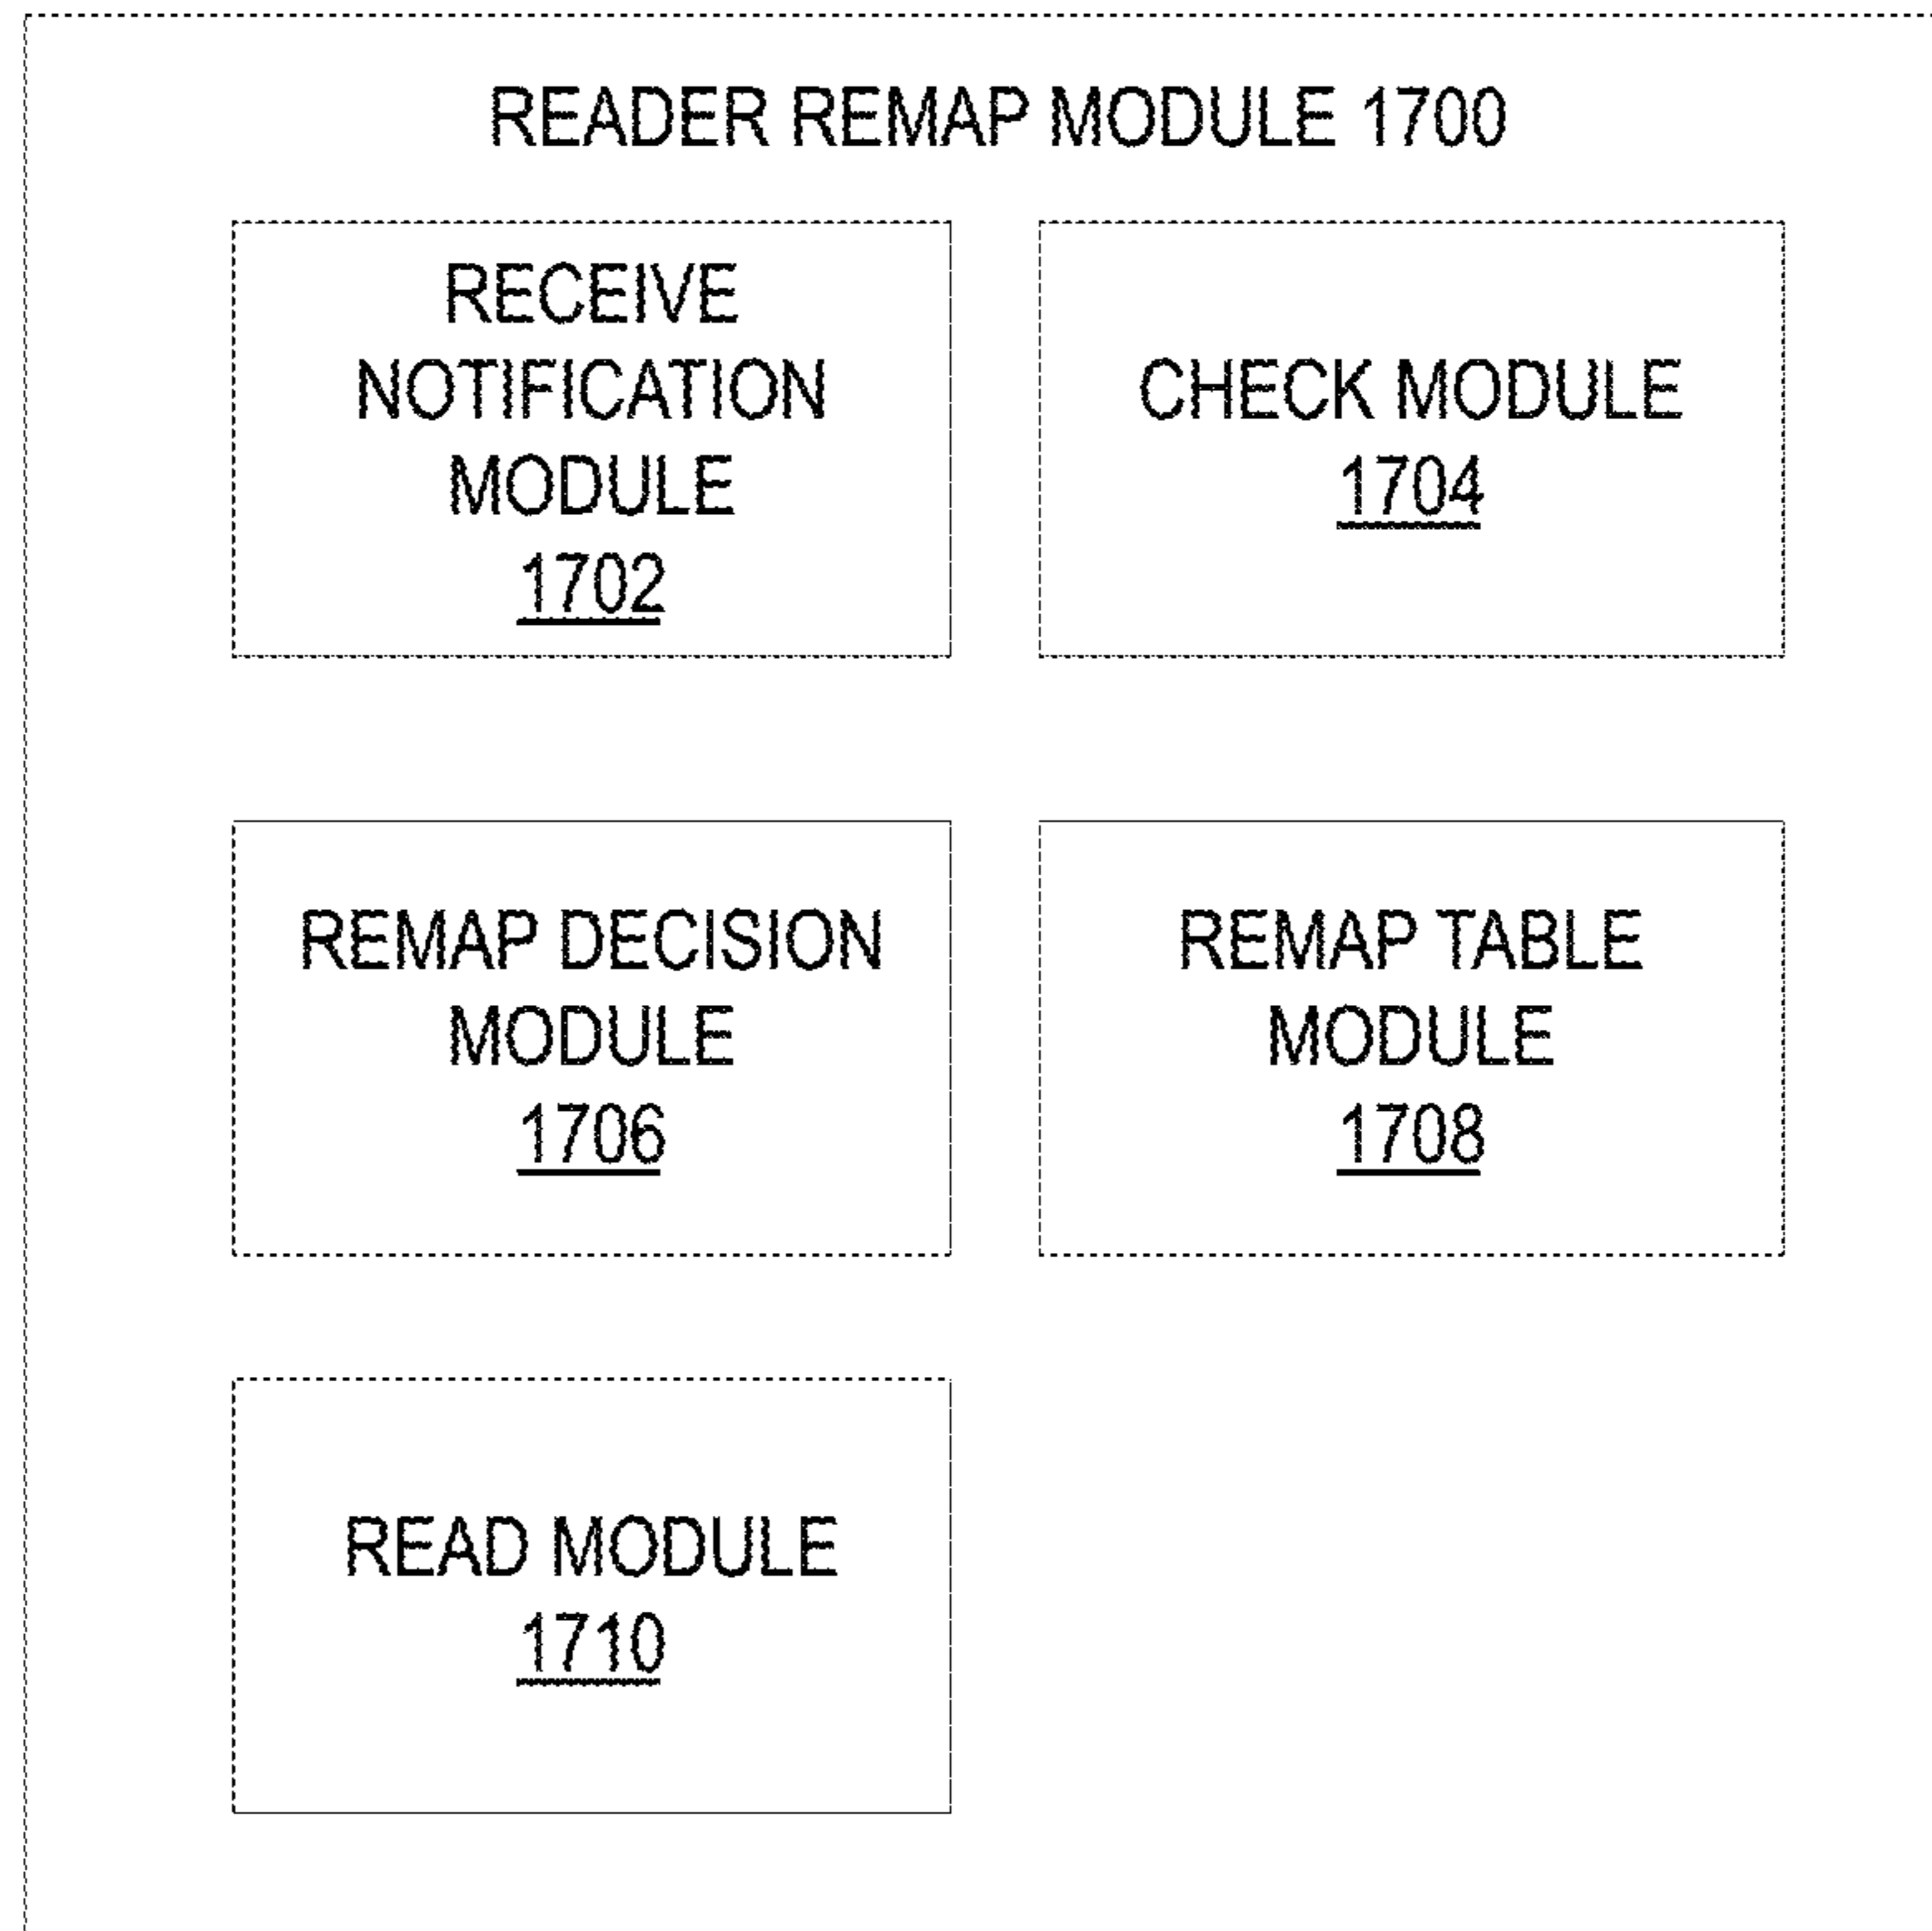 READER REMAP MODULE 1700
RECEIVE
NOTIFICATION
MODULE
1702
CHECK MODULE
1704
REMAP DECISION
MODULE
1706
REMAP TABLE
MODULE
1708
READ MODULE
1710